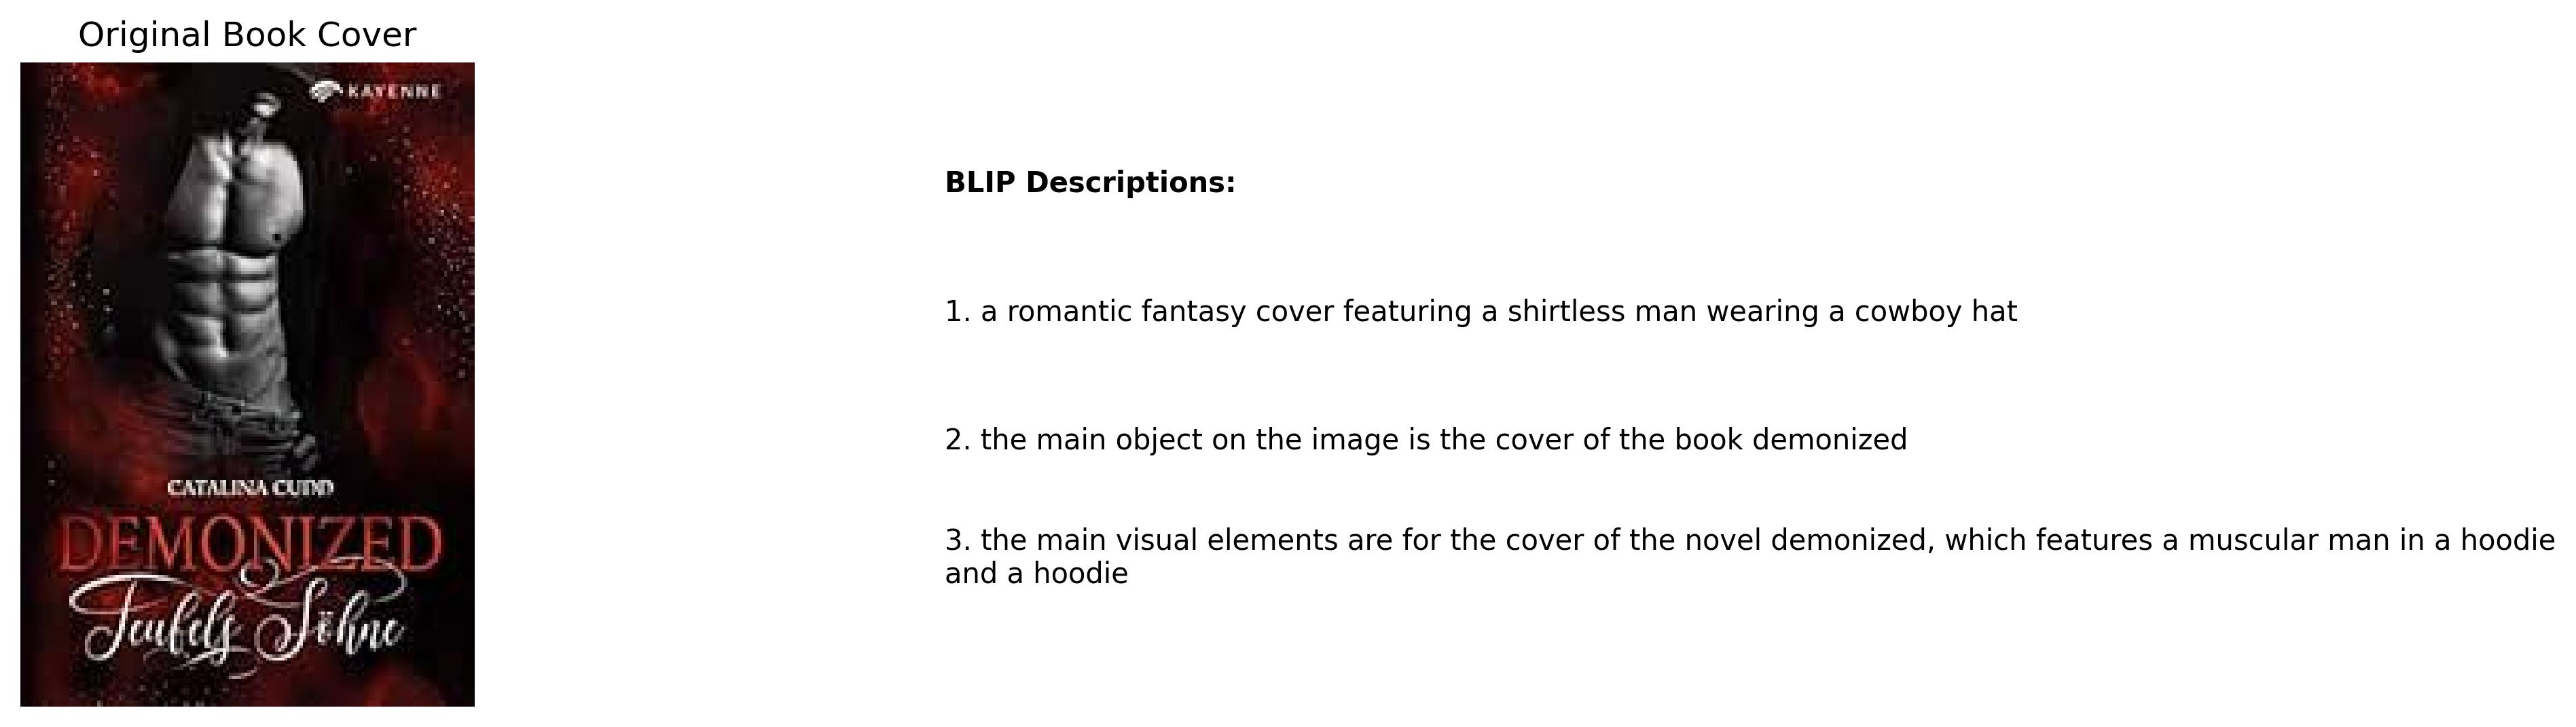 Original Book Cover
KAYENNE
CATALINA CUDD
DEMONIZED
Teufels Söhne
BLIP Descriptions:
1. a romantic fantasy cover featuring a shirtless man wearing a cowboy hat
2. the main object on the image is the cover of the book demonized
3. the main visual elements are for the cover of the novel demonized, which features a muscular man in a hoodie
and a hoodie